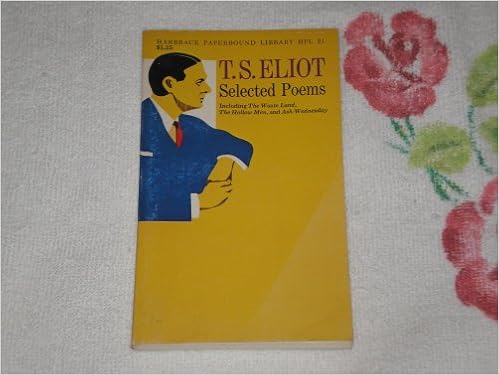 HARBRACE PAPERBOUND LIBRARY HPL 21
$1.25
T.S. ELIOT
Selected Poems
Including The Waste Land,
The Hollow Men, and Ash-Wednesday